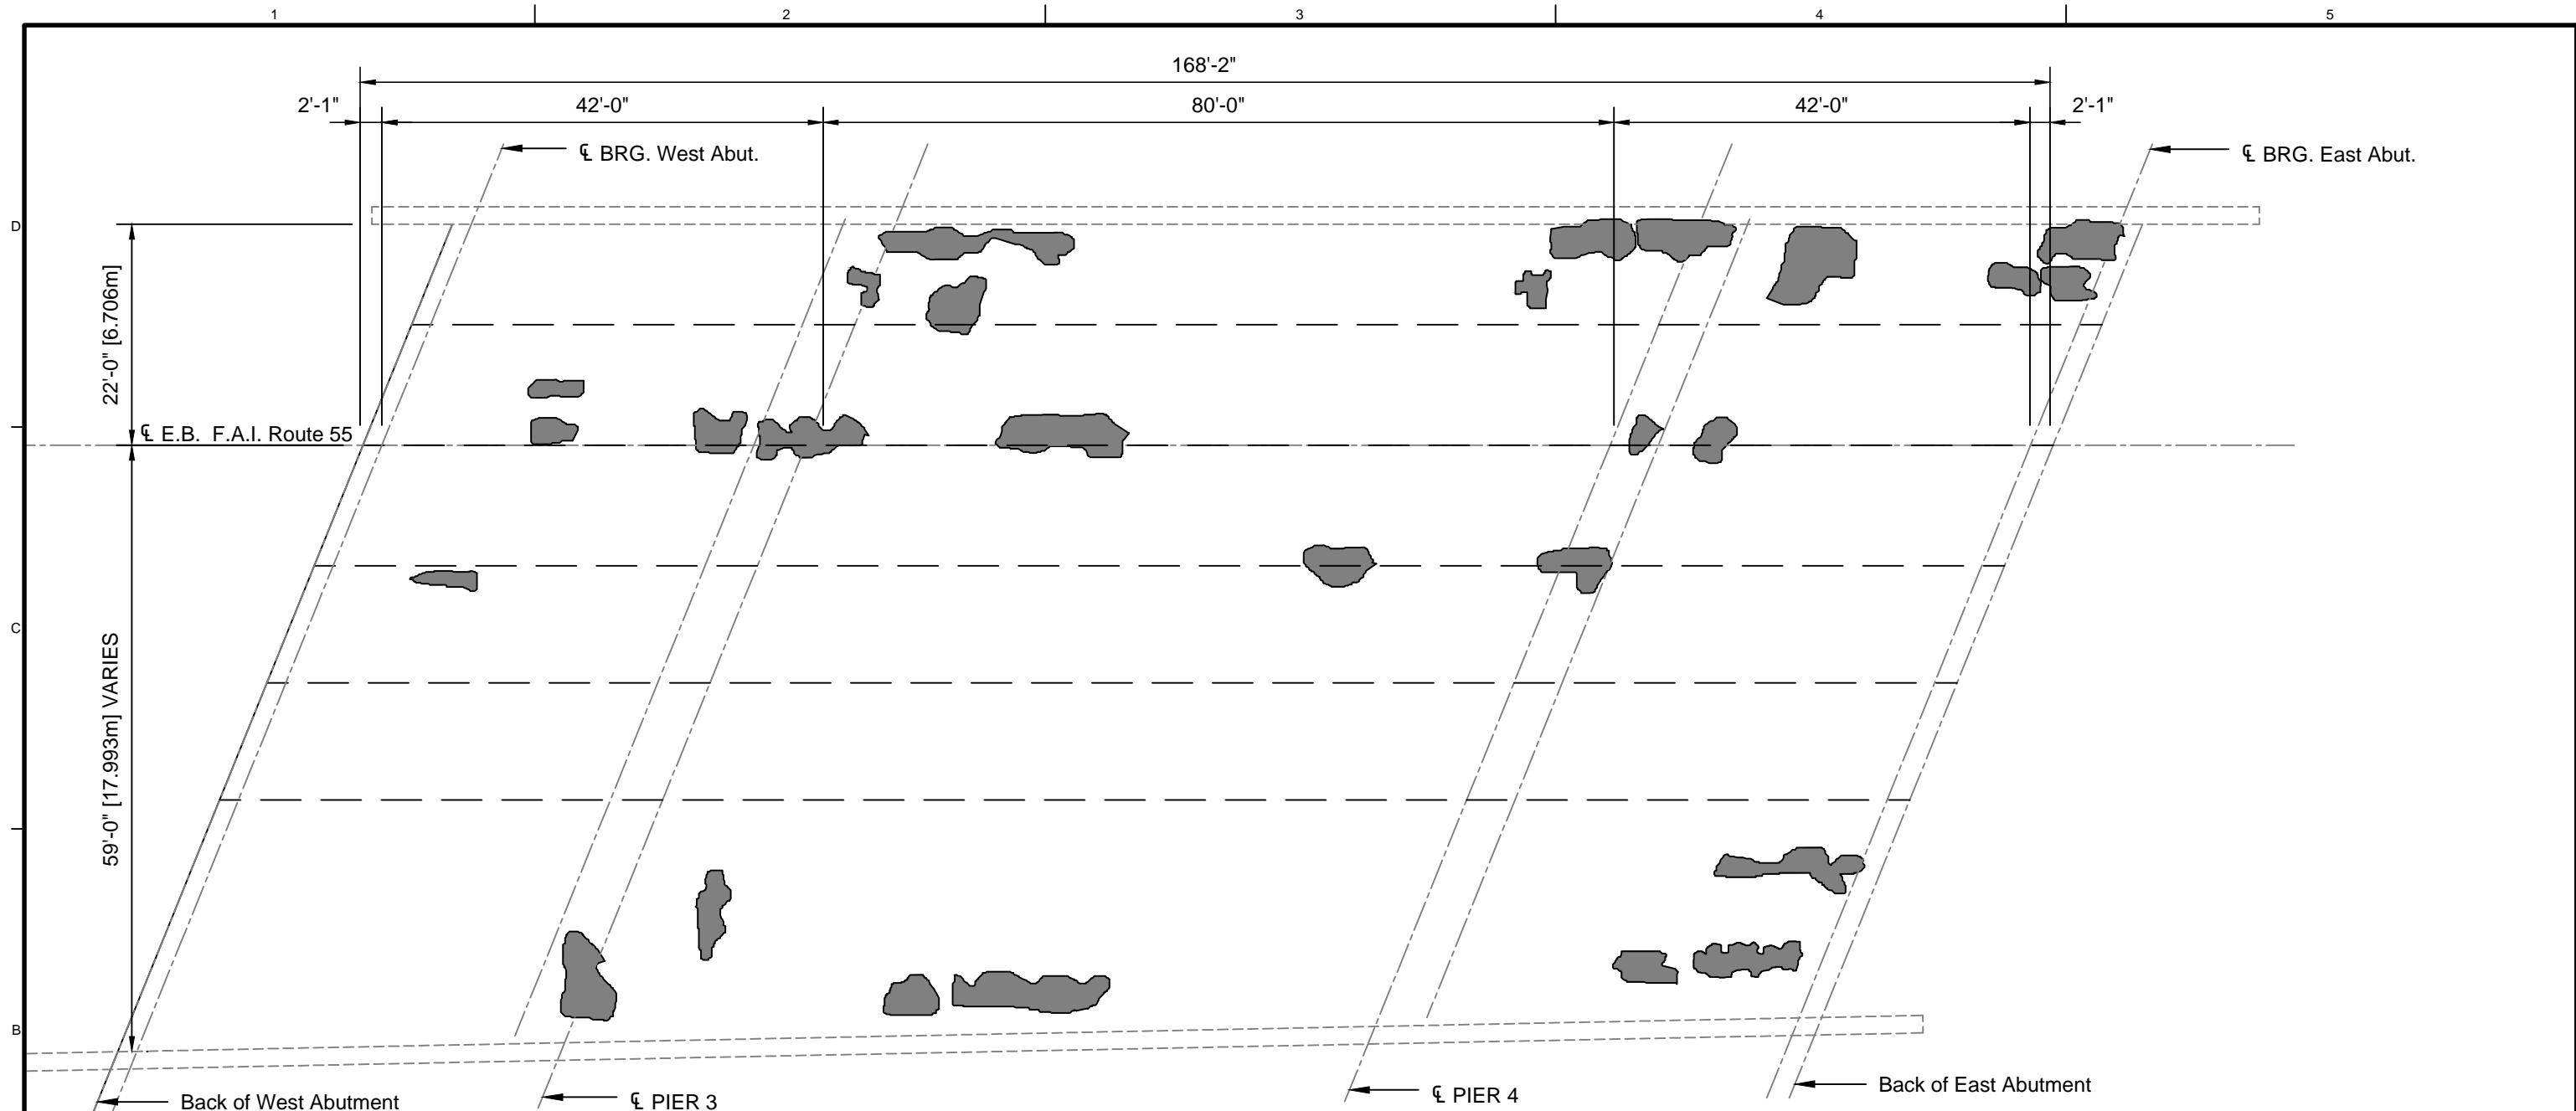 1 2 3 4 5
168'-2"
2'-1" 42'-0" 80'-0" 42'-0" 2'-1"
℄ BRG. West Abut.
℄ BRG. East Abut.
D
22'-0" [6.706m]
℄ E.B. F.A.I. Route 55
C
59'-0" [17.993m] VARIES
B
Back of West Abutment
℄ PIER 3
℄ PIER 4
Back of East Abutment